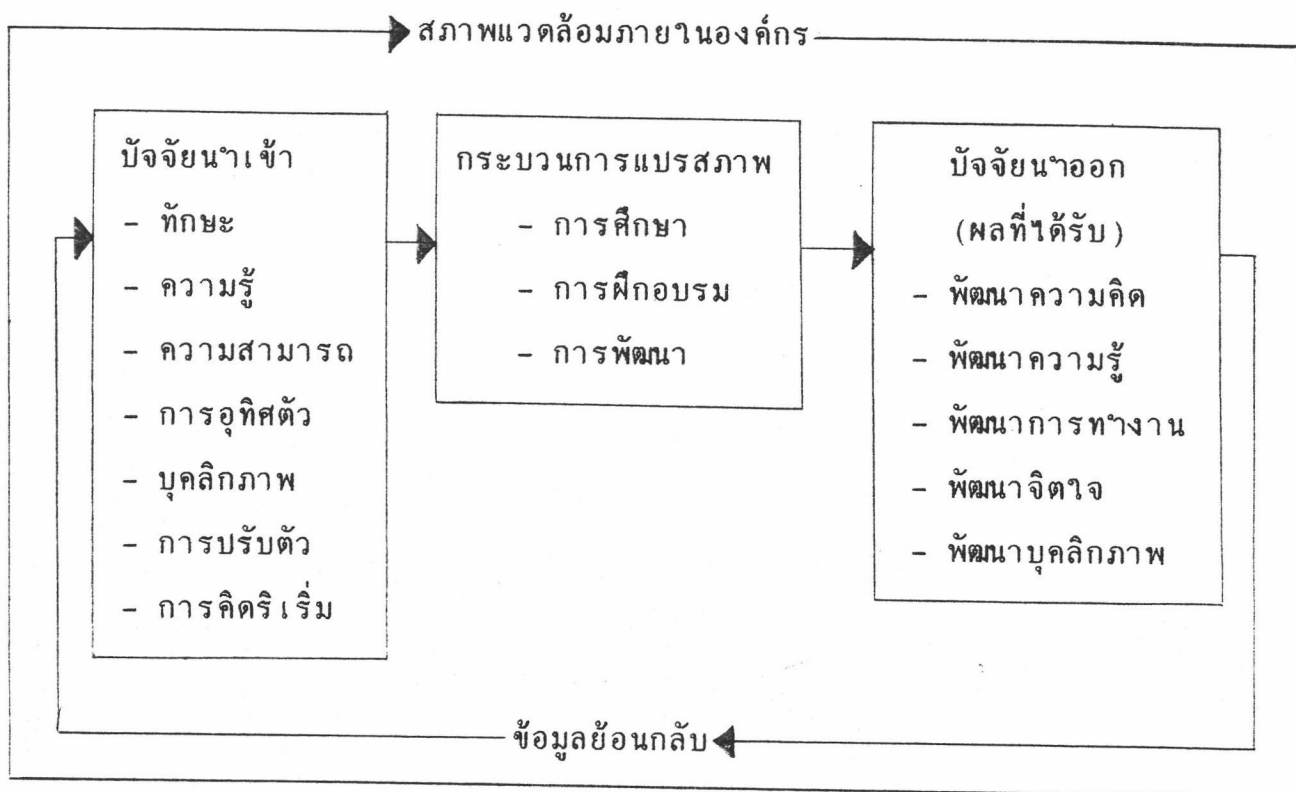 สภาพแวดล้อมภายในองค์กร
ปัจจัยนำเข้า
- ทักษะ
- ความรู้
- ความสามารถ
- การอุทิศตัว
- บุคลิกภาพ
- การปรับตัว
- การคิดริเริ่ม
กระบวนการแปรสภาพ
- การศึกษา
- การฝึกอบรม
- การพัฒนา
ปัจจัยนำออก
(ผลที่ได้รับ)
- พัฒนาความคิด
- พัฒนาความรู้
- พัฒนาการทำงาน
- พัฒนาจิตใจ
- พัฒนาบุคลิกภาพ
ข้อมูลย้อนกลับ